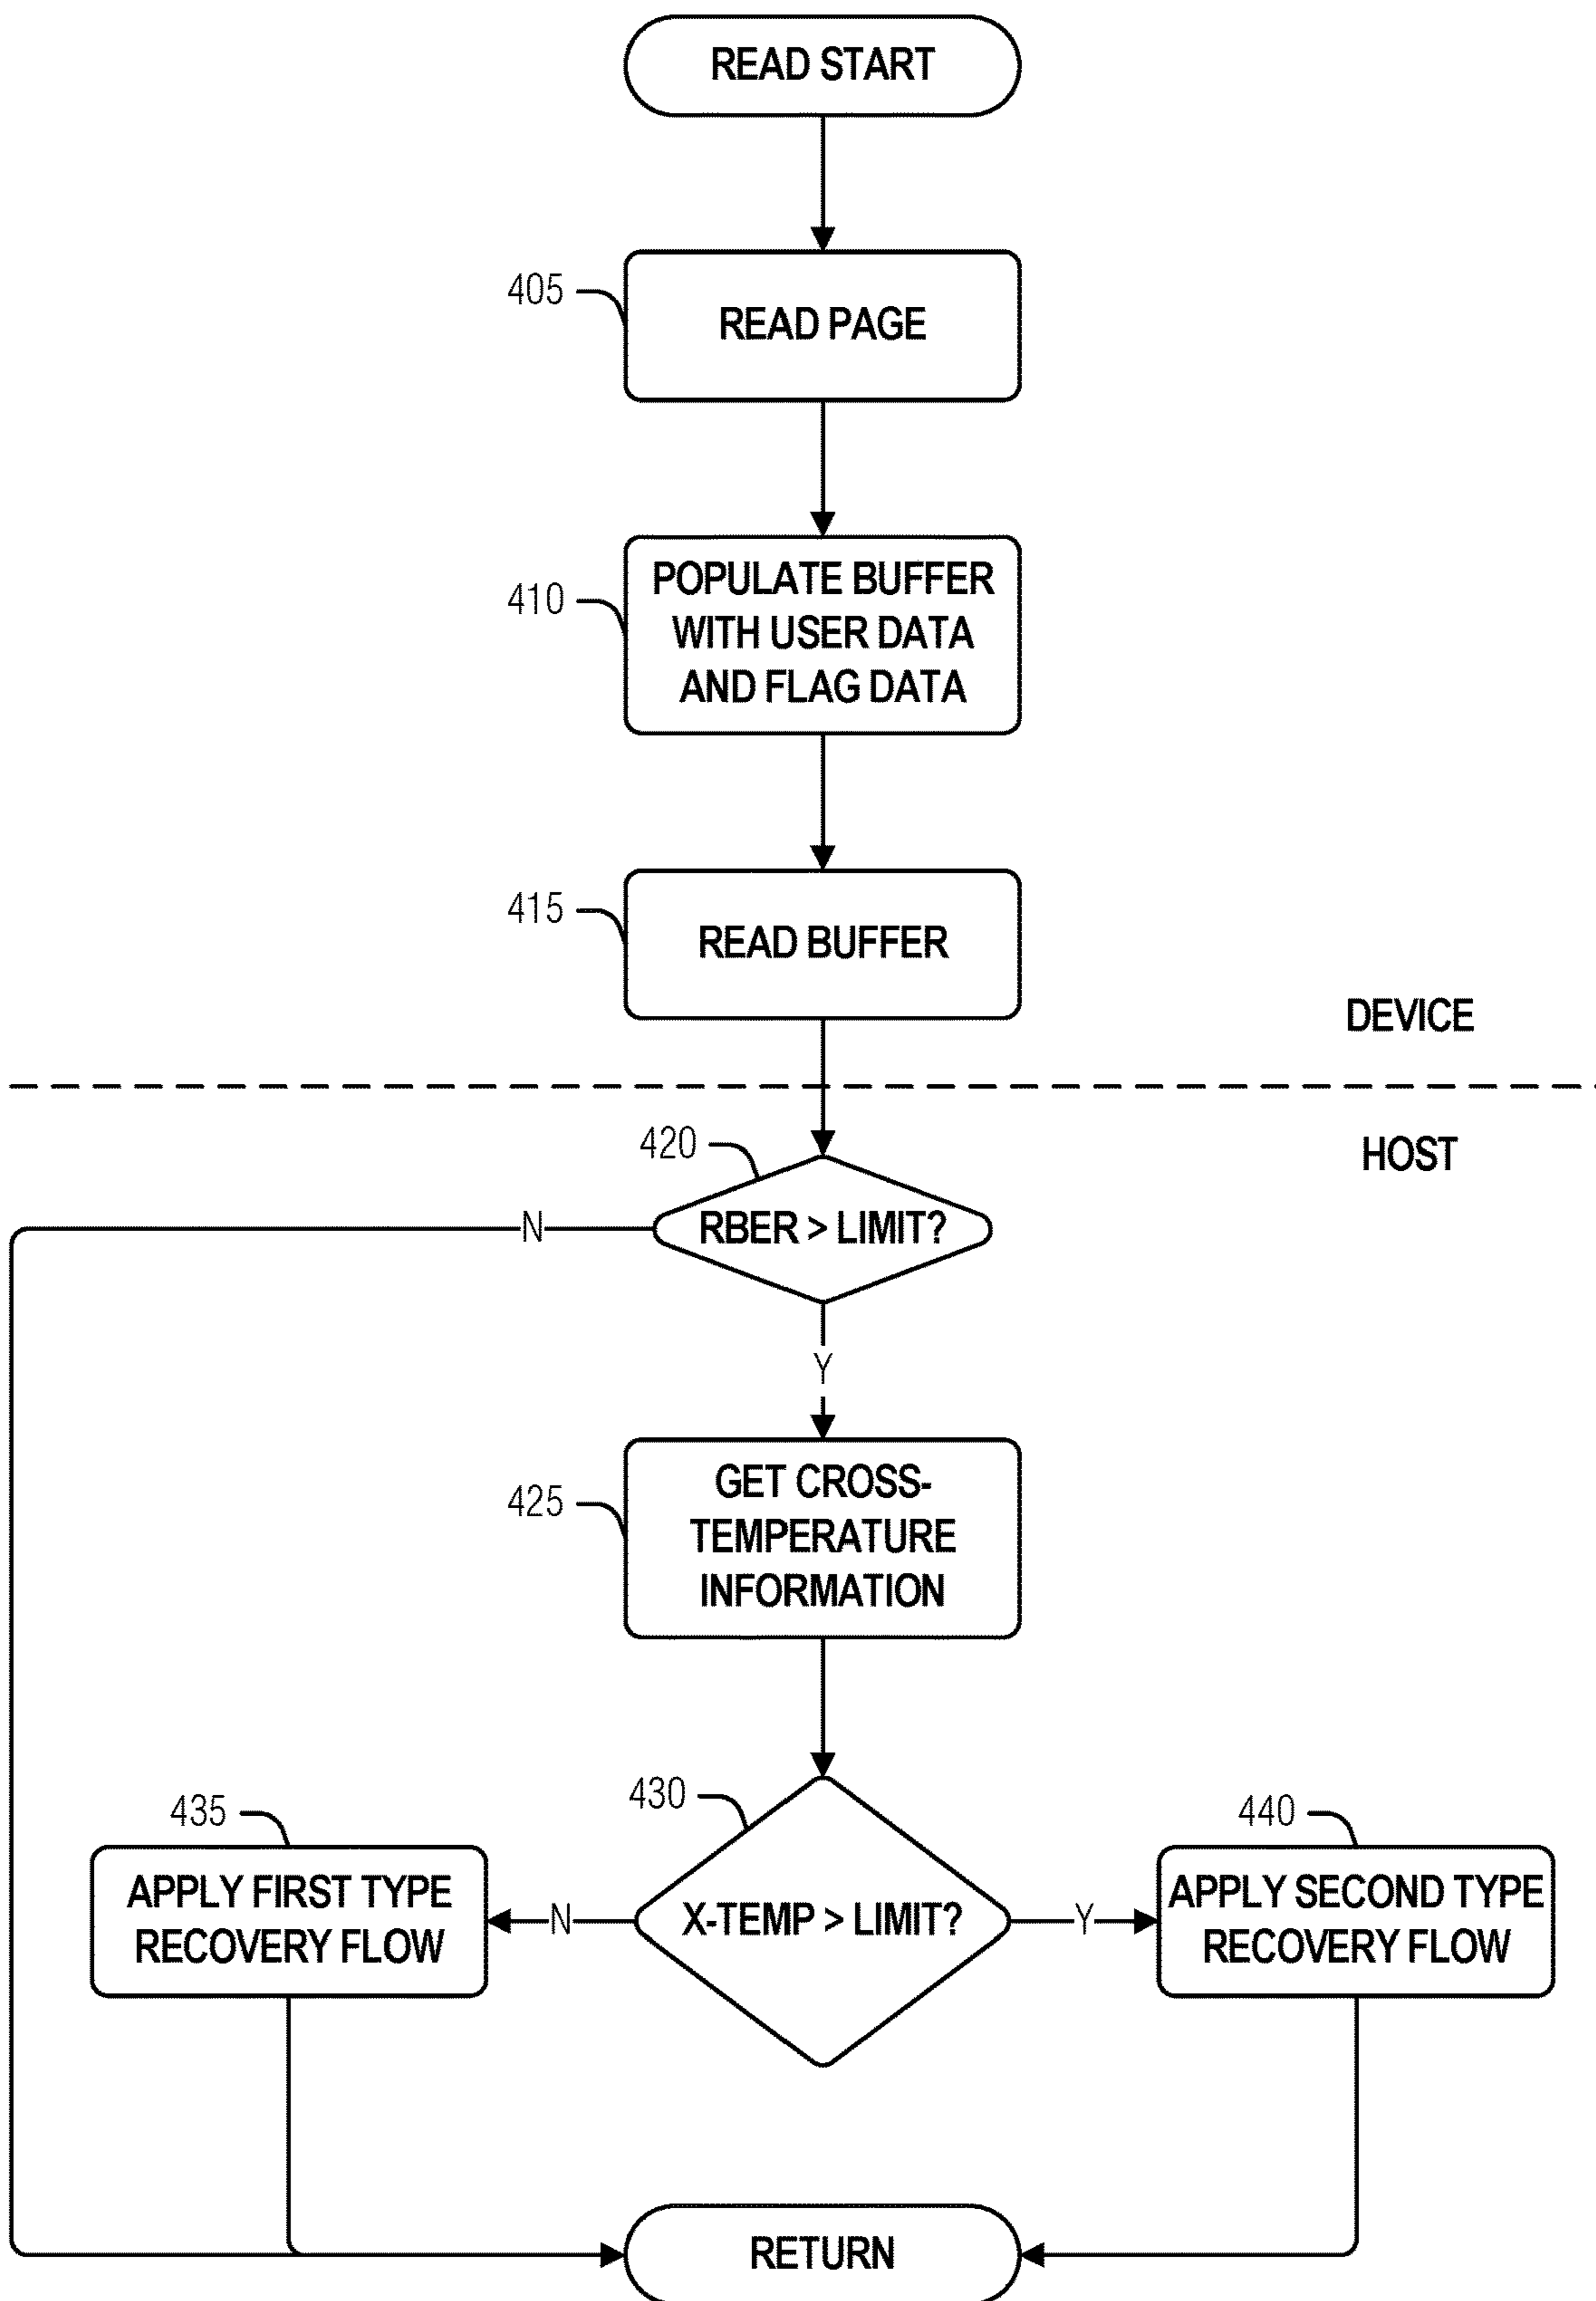 READ START
405
READ PAGE
410
POPULATE BUFFER
WITH USER DATA
AND FLAG DATA
415
READ BUFFER
DEVICE
HOST
420
RBER > LIMIT?
N
Y
425
GET CROSS-
TEMPERATURE
INFORMATION
430
435
440
APPLY FIRST TYPE
RECOVERY FLOW
N
X-TEMP > LIMIT?
Y
APPLY SECOND TYPE
RECOVERY FLOW
RETURN